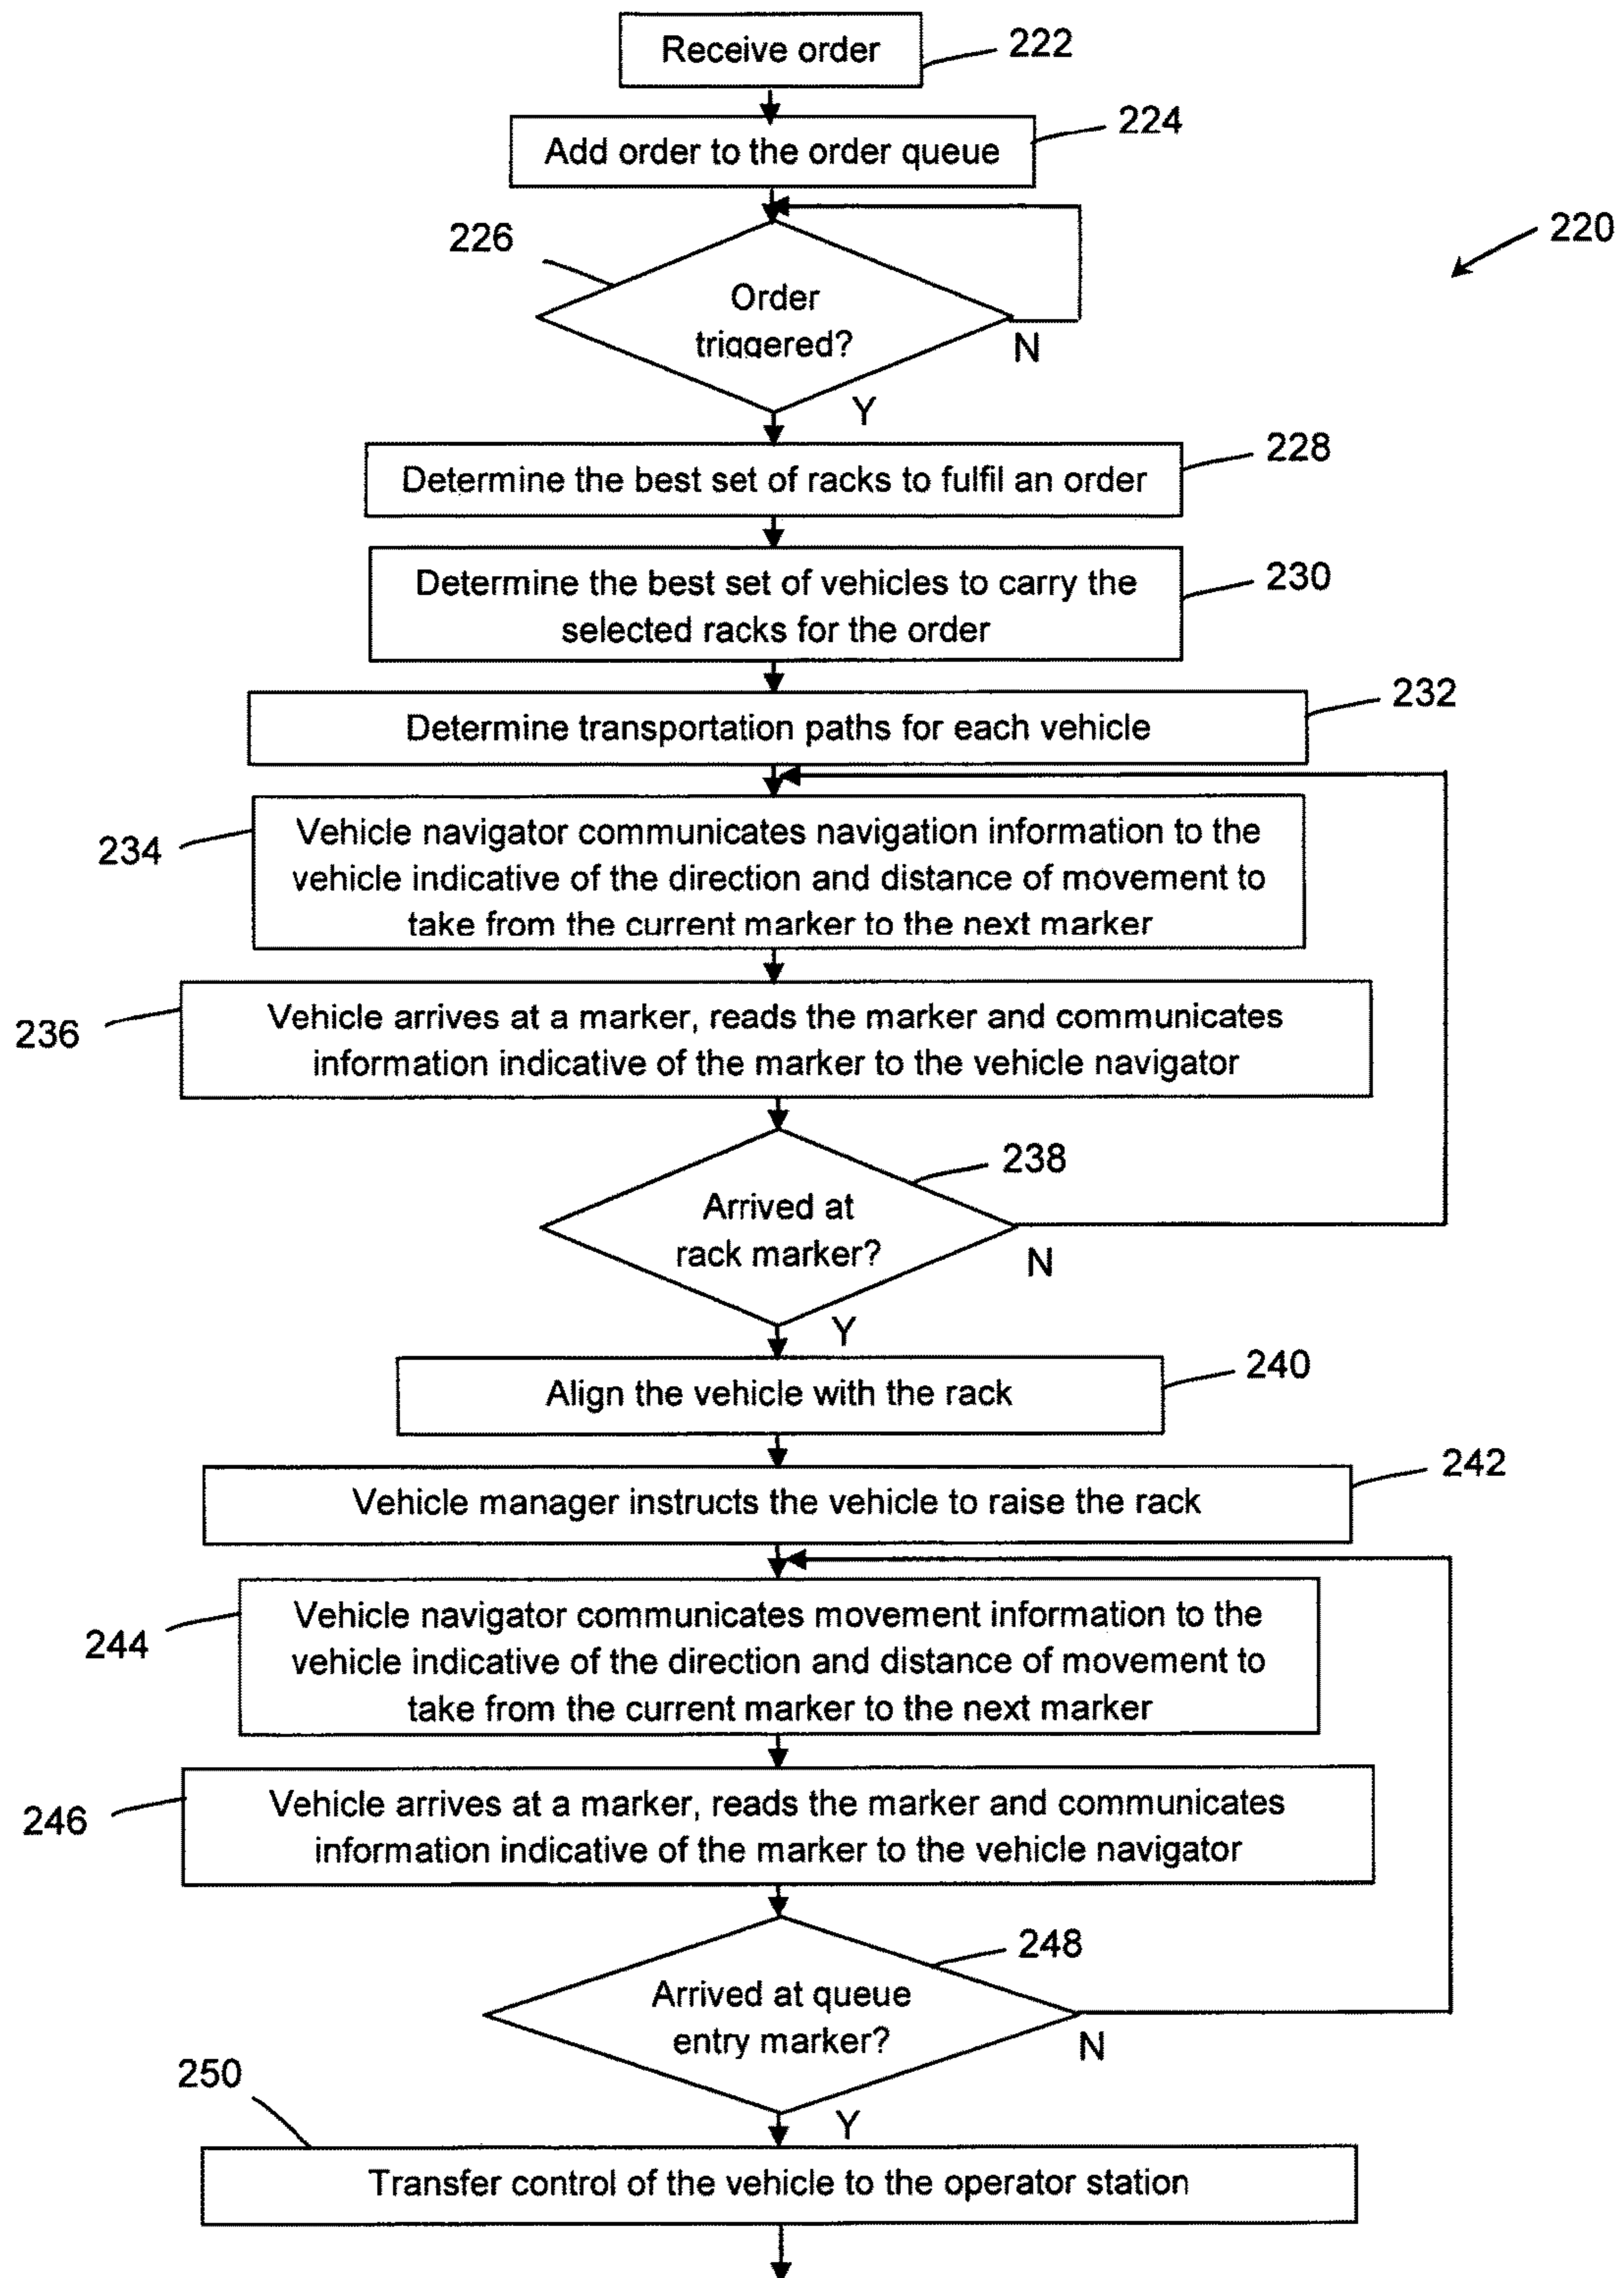 Receive order
222
Add order to the order queue
224
226
220
Order
triggered?
N
Y
Determine the best set of racks to fulfil an order
228
Determine the best set of vehicles to carry the
selected racks for the order
230
Determine transportation paths for each vehicle
232
234
Vehicle navigator communicates navigation information to the
vehicle indicative of the direction and distance of movement to
take from the current marker to the next marker
236
Vehicle arrives at a marker, reads the marker and communicates
information indicative of the marker to the vehicle navigator
238
Arrived at
rack marker?
N
Y
Align the vehicle with the rack
240
Vehicle manager instructs the vehicle to raise the rack
242
244
Vehicle navigator communicates movement information to the
vehicle indicative of the direction and distance of movement to
take from the current marker to the next marker
246
Vehicle arrives at a marker, reads the marker and communicates
information indicative of the marker to the vehicle navigator
248
Arrived at queue
entry marker?
N
Y
250
Transfer control of the vehicle to the operator station